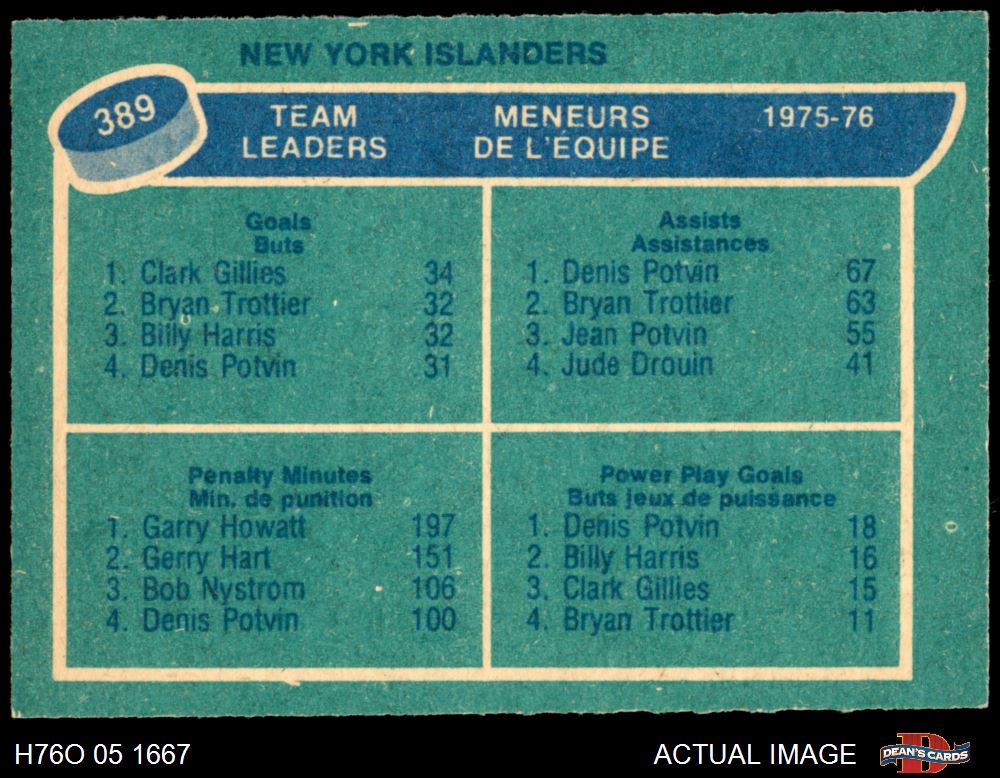 NEW YORK ISLANDERS
389
TEAM LEADERS
MENEURS DE L'ÉQUIPE
1975-76
Goals
Buts
1. Clark Gillies 34
2. Bryan Trottier 32
3. Billy Harris 32
4. Denis Potvin 31
Assists
Assistances
1. Denis Potvin 67
2. Bryan Trottier 63
3. Jean Potvin 55
4. Jude Drouin 41
Penalty Minutes
Min. de punition
1. Garry Howatt 197
2. Gerry Hart 151
3. Bob Nystrom 106
4. Denis Potvin 100
Power Play Goals
Buts jeux de puissance
1. Denis Potvin 18
2. Billy Harris 16
3. Clark Gillies 15
4. Bryan Trottier 11
H76O 05 1667
ACTUAL IMAGE
DEAN'S CARDS